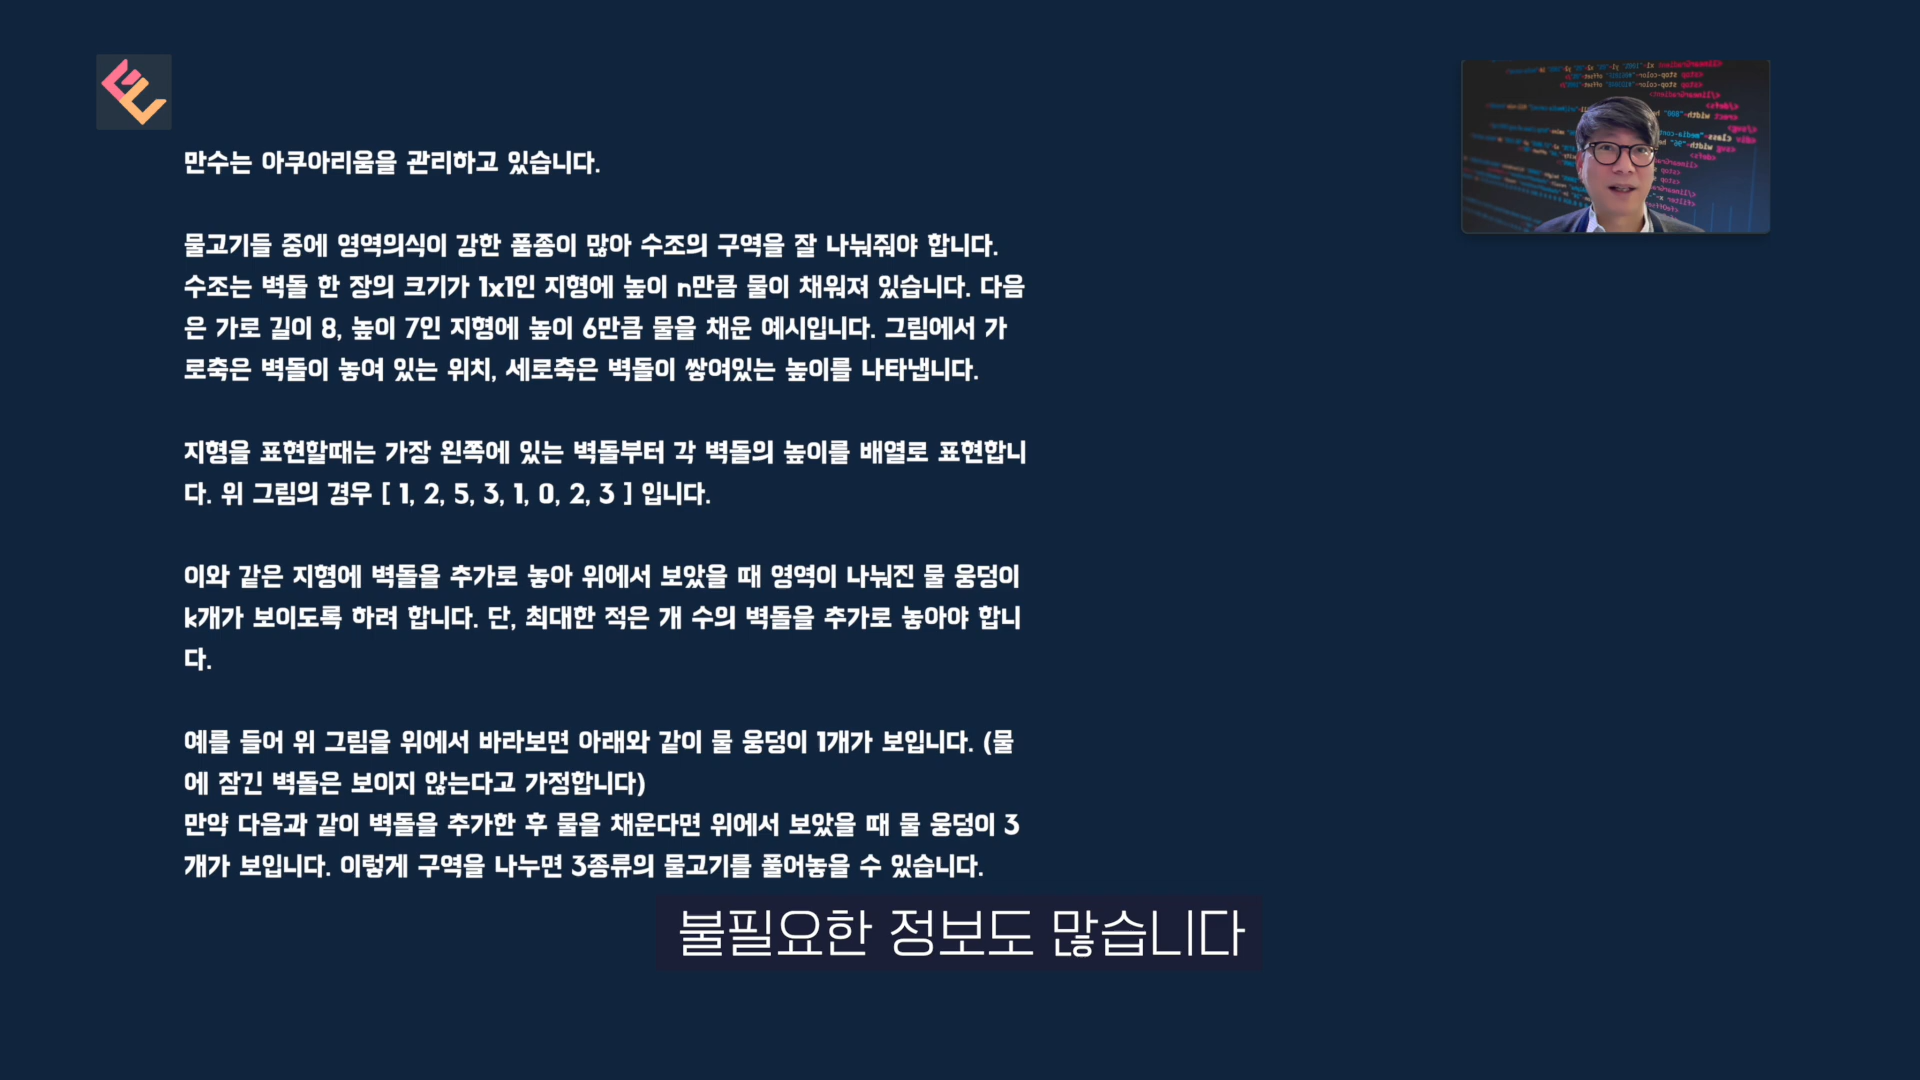 만수는 아쿠아리움을 관리하고 있습니다.
물고기들 중에 영역의식이 강한 품종이 많아 수조의 구역을 잘 나눠줘야 합니다.
수조는 벽돌 한 장의 크기가 1x1인 지형에 높이 n만큼 물이 채워져 있습니다. 다음
은 가로 길이 8, 높이 7인 지형에 높이 6만큼 물을 채운 예시입니다. 그림에서 가
로축은 벽돌이 놓여 있는 위치, 세로축은 벽돌이 쌓여있는 높이를 나타냅니다.
지형을 표현할때는 가장 왼쪽에 있는 벽돌부터 각 벽돌의 높이를 배열로 표현합니
다. 위 그림의 경우 [ 1, 2, 5, 3, 1, 0, 2, 3 ] 입니다.
이와 같은 지형에 벽돌을 추가로 놓아 위에서 보았을 때 영역이 나눠진 물 웅덩이
k개가 보이도록 하려 합니다. 단, 최대한 적은 개 수의 벽돌을 추가로 놓아야 합니
다.
예를 들어 위 그림을 위에서 바라보면 아래와 같이 물 웅덩이 1개가 보입니다. (물
에 잠긴 벽돌은 보이지 않는다고 가정합니다)
만약 다음과 같이 벽돌을 추가한 후 물을 채운다면 위에서 보았을 때 물 웅덩이 3
개가 보입니다. 이렇게 구역을 나누면 3종류의 물고기를 풀어놓을 수 있습니다.
불필요한 정보도 많습니다